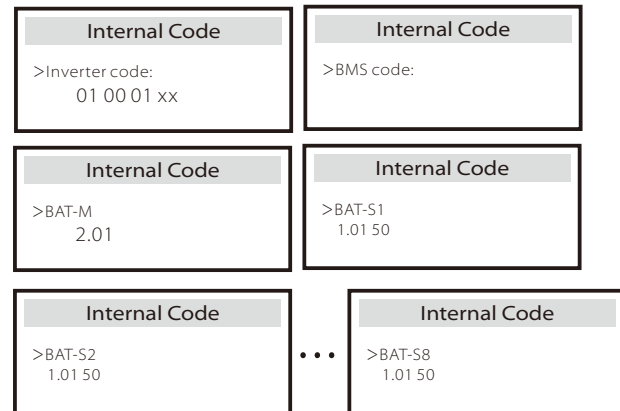 Internal Code
>Inverter code:
01 00 01 xx
Internal Code
>BMS code:
Internal Code
>BAT-M
2.01
Internal Code
>BAT-S1
1.01 50
Internal Code
>BAT-S2
1.01 50
•••
Internal Code
>BAT-S8
1.01 50